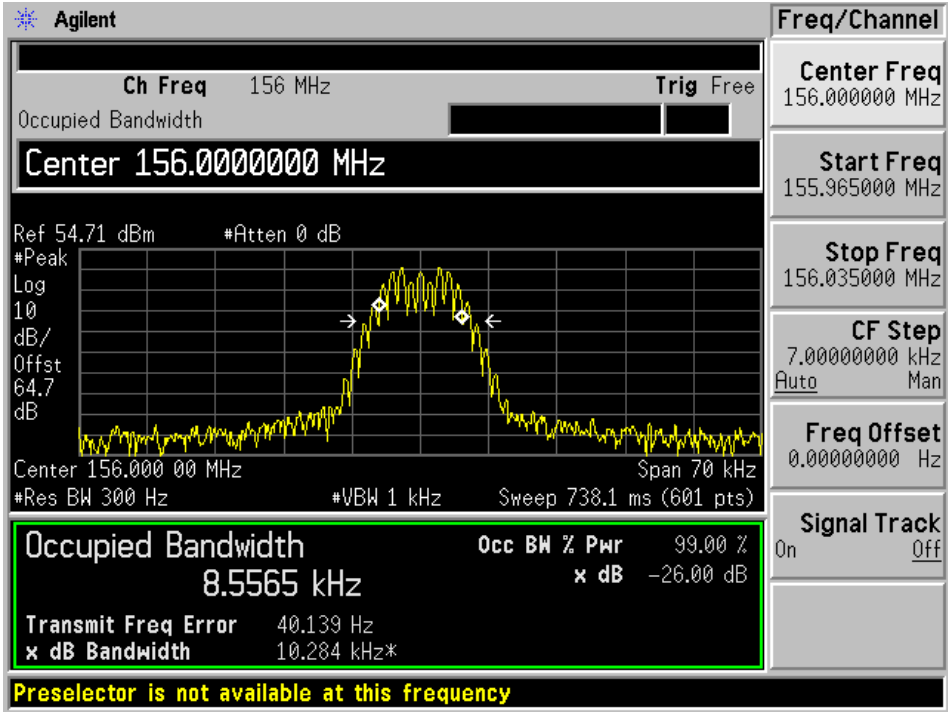 Agilent
Freq/Channel
Ch Freq 156 MHz Trig Free
Occupied Bandwidth
Center 156.0000000 MHz
Ref 54.71 dBm #Atten 0 dB
#Peak
Log
10
dB/
Offst
64.7
dB
Center 156.000 00 MHz Span 70 kHz
#Res BW 300 Hz #VBW 1 kHz Sweep 738.1 ms (601 pts)
Occupied Bandwidth
8.5565 kHz
Occ BW % Pwr 99.00 %
x dB -26.00 dB
Transmit Freq Error 40.139 Hz
x dB Bandwidth 10.284 kHz*
Preselector is not available at this frequency
Center Freq
156.000000 MHz
Start Freq
155.965000 MHz
Stop Freq
156.035000 MHz
CF Step
7.00000000 kHz
Auto Man
Freq Offset
0.00000000 Hz
Signal Track
On Off